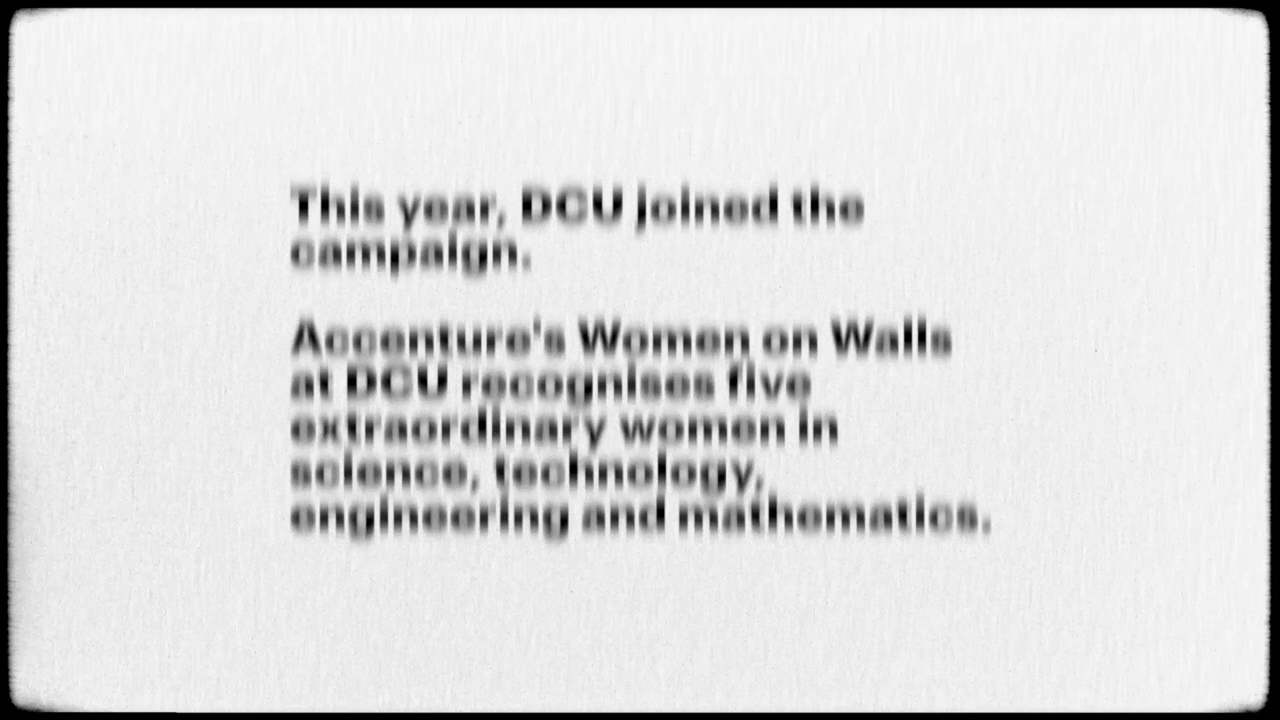 This year, DCU joined the
campaign.
Accenture's Women on Walls
at DCU recognises five
extraordinary women in
science, technology,
engineering and mathematics.